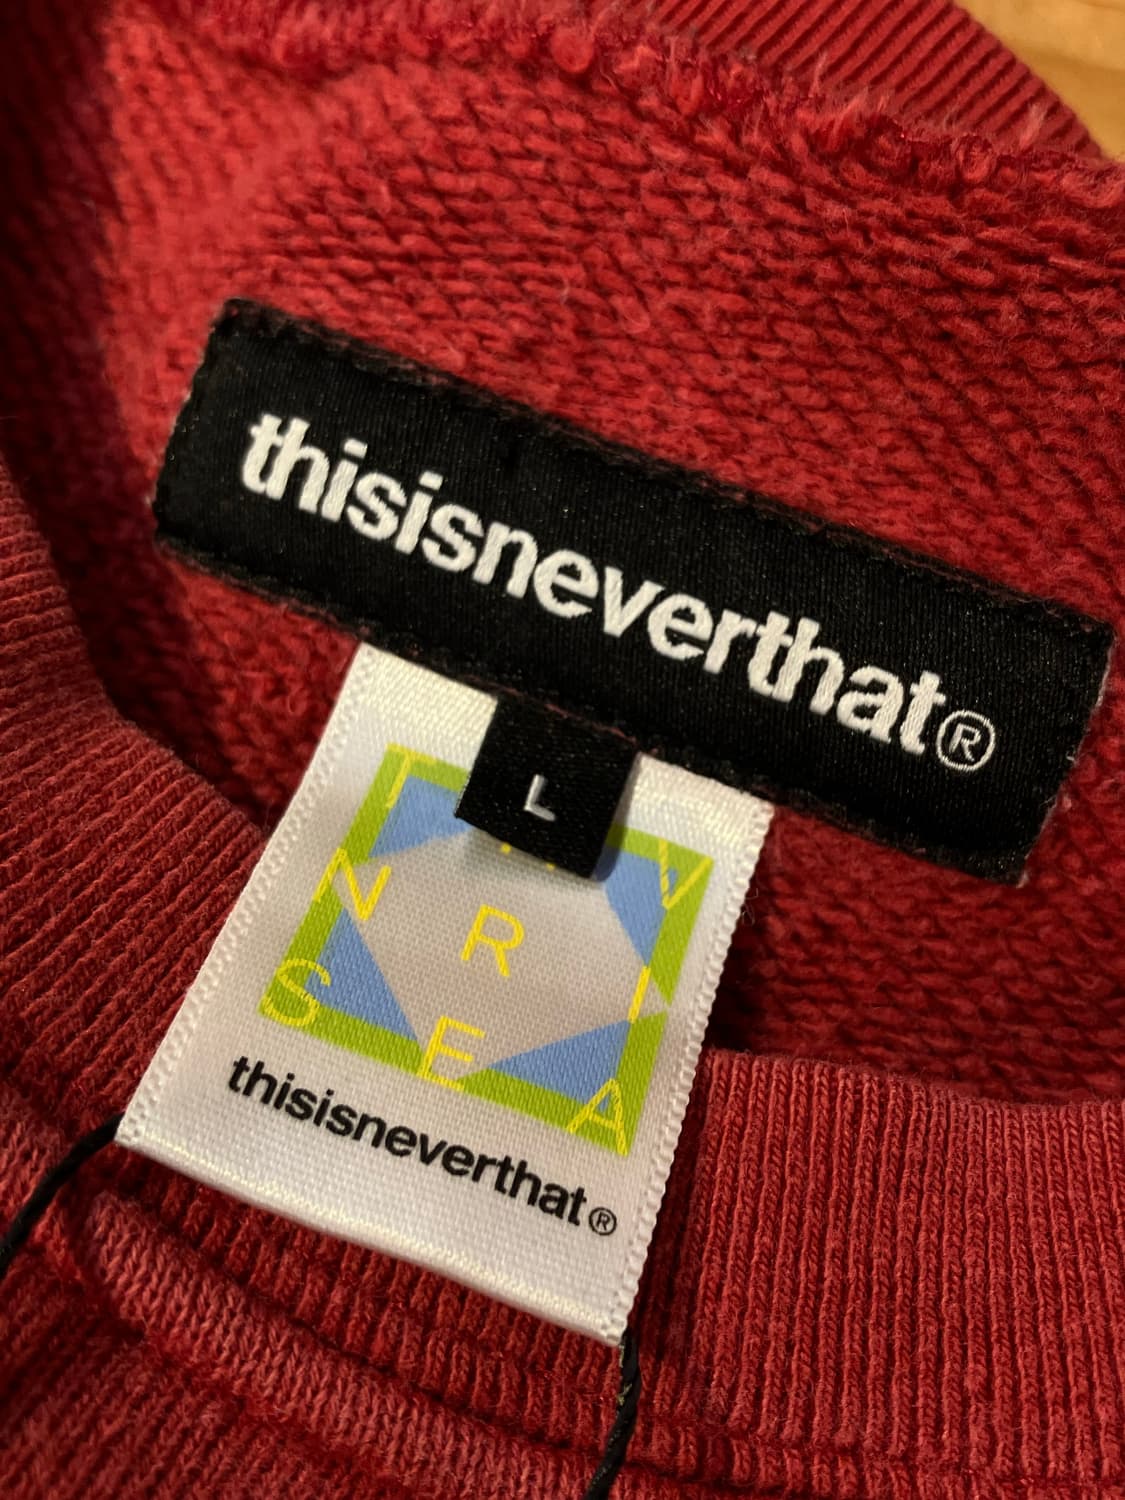 thisisneverthat®
L
T V
N R I
S E A
thisisneverthat®